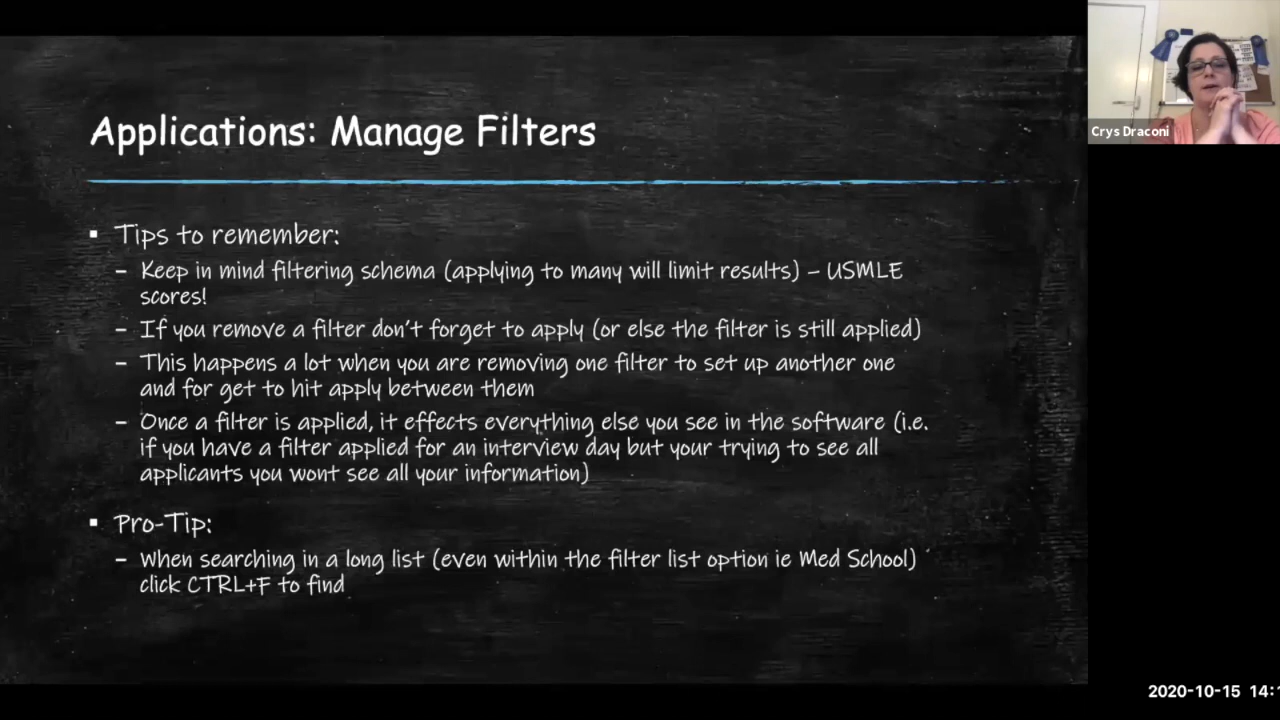 Applications: Manage Filters
▪ Tips to remember:
– Keep in mind filtering schema (applying to many will limit results) – USMLE
scores!
– If you remove a filter don't forget to apply (or else the filter is still applied)
– This happens a lot when you are removing one filter to set up another one
and for get to hit apply between them
– Once a filter is applied, it effects everything else you see in the software (i.e.
if you have a filter applied for an interview day but your trying to see all
applicants you wont see all your information)
▪ Pro-Tip:
– When searching in a long list (even within the filter list option ie Med School)
click CTRL+F to find
Crys Draconi
2020-10-15 14: